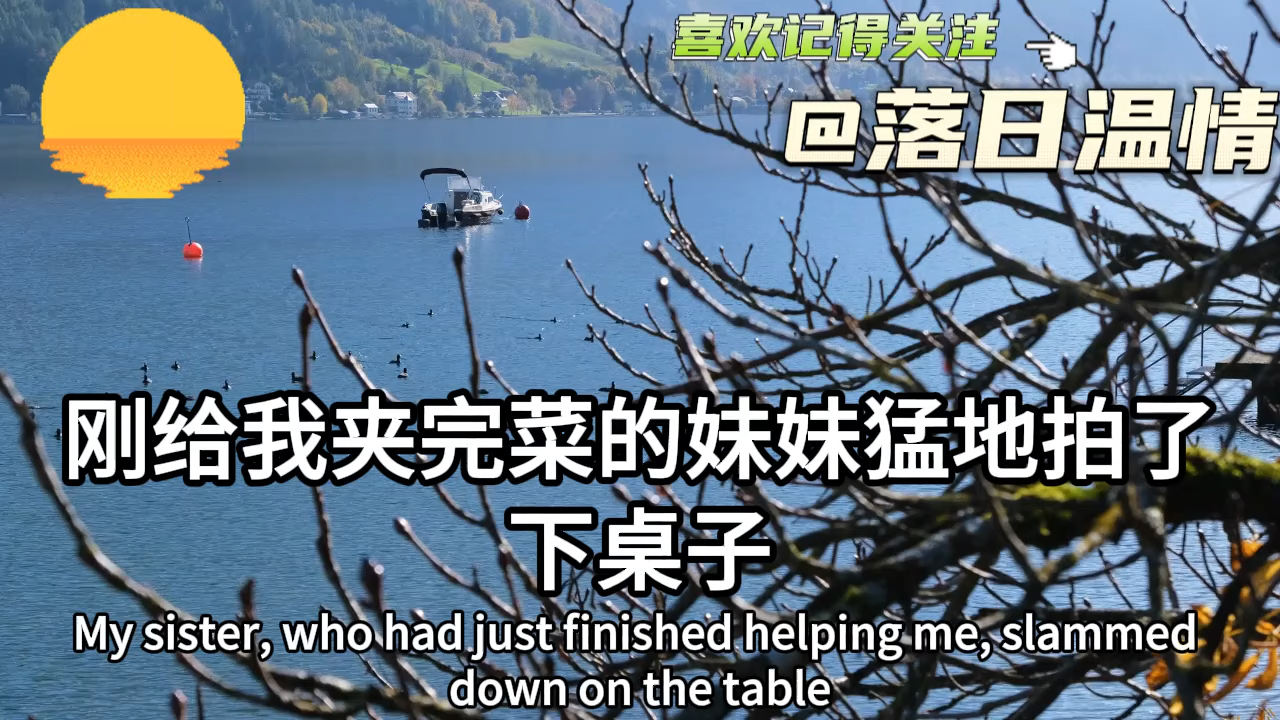 喜欢记得关注
@落日温情
刚给我夹完菜的妹妹猛地拍了
下桌子
My sister, who had just finished helping me, slammed
down on the table